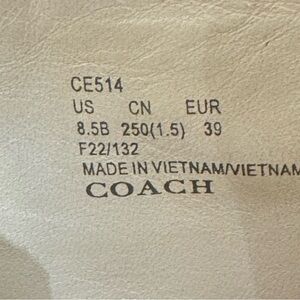 CE514
US CN EUR
8.5B 250(1.5) 39
F22/132
MADE IN VIETNAM/VIETNAM
COACH